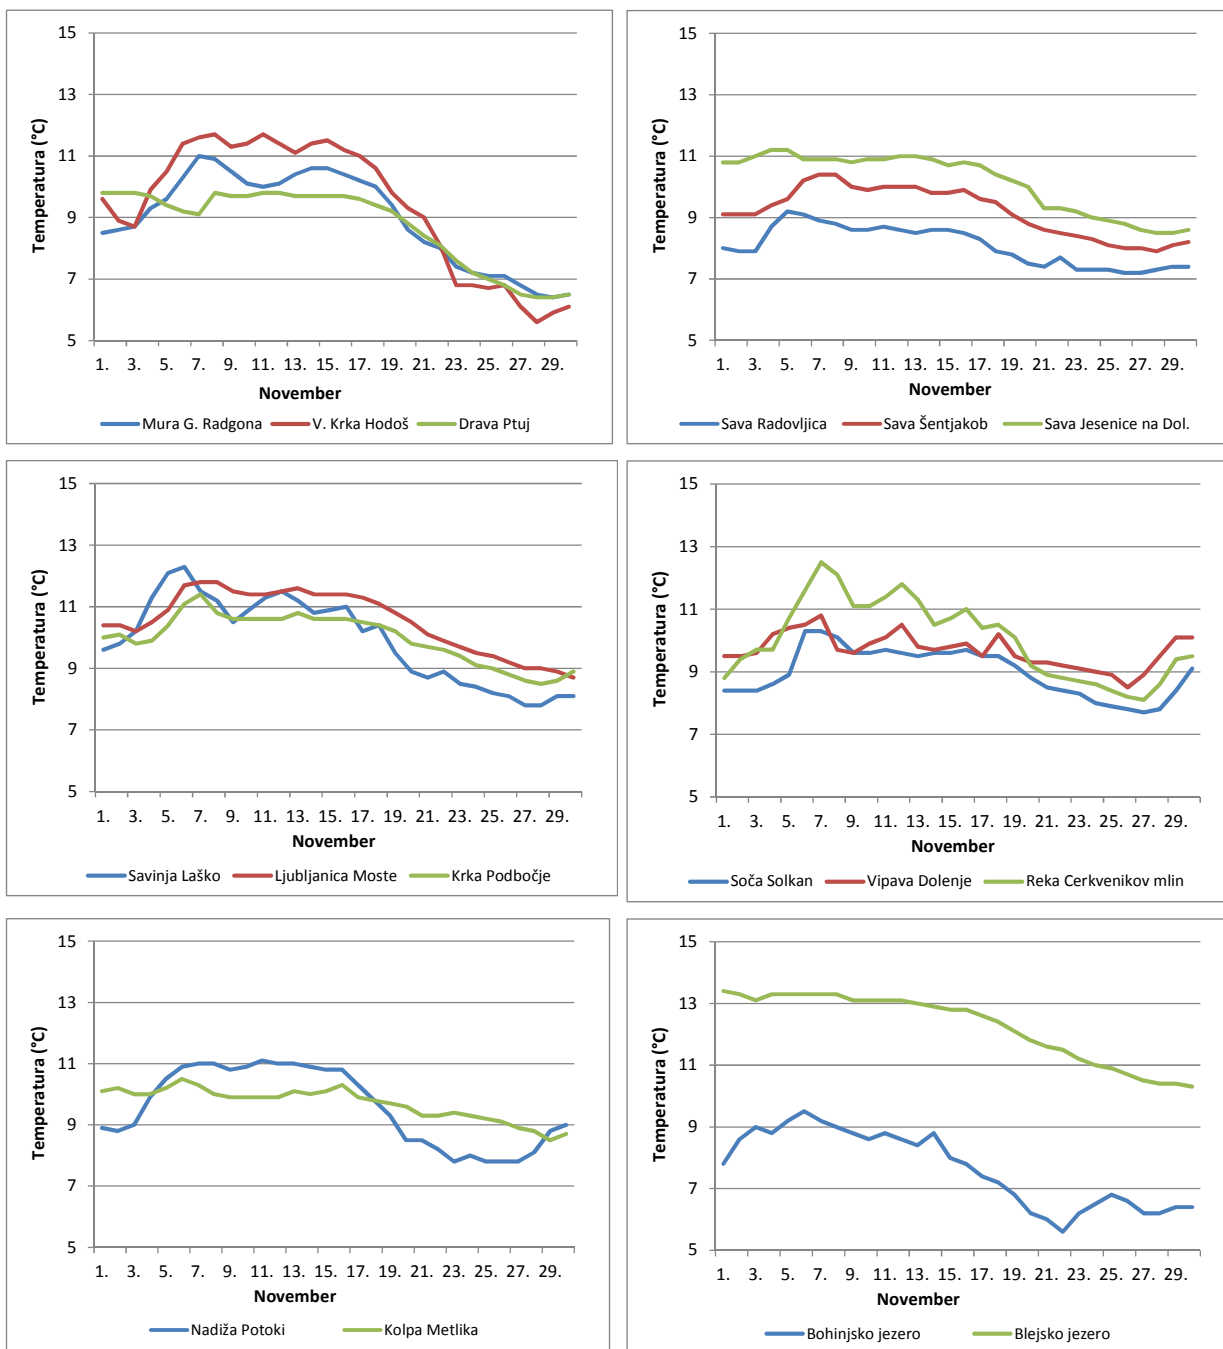 15
13
11
9
7
5
Temperatura (°C)
1. 3. 5. 7. 9. 11. 13. 15. 17. 19. 21. 23. 25. 27. 29.
November
Mura G. Radgona V. Krka Hodoš Drava Ptuj
15
13
11
9
7
5
Temperatura (°C)
1. 3. 5. 7. 9. 11. 13. 15. 17. 19. 21. 23. 25. 27. 29.
November
Sava Radovljica Sava Šentjakob Sava Jesenice na Dol.
15
13
11
9
7
5
Temperatura (°C)
1. 3. 5. 7. 9. 11. 13. 15. 17. 19. 21. 23. 25. 27. 29.
November
Savinja Laško Ljubljanica Moste Krka Podbočje
15
13
11
9
7
5
Temperatura (°C)
1. 3. 5. 7. 9. 11. 13. 15. 17. 19. 21. 23. 25. 27. 29.
November
Soča Solkan Vipava Dolenje Reka Cerkvenikov mlin
15
13
11
9
7
5
Temperatura (°C)
1. 3. 5. 7. 9. 11. 13. 15. 17. 19. 21. 23. 25. 27. 29.
November
Nadiža Potoki Kolpa Metlika
15
13
11
9
7
5
Temperatura (°C)
1. 3. 5. 7. 9. 11. 13. 15. 17. 19. 21. 23. 25. 27. 29.
November
Bohinjsko jezero Blejsko jezero